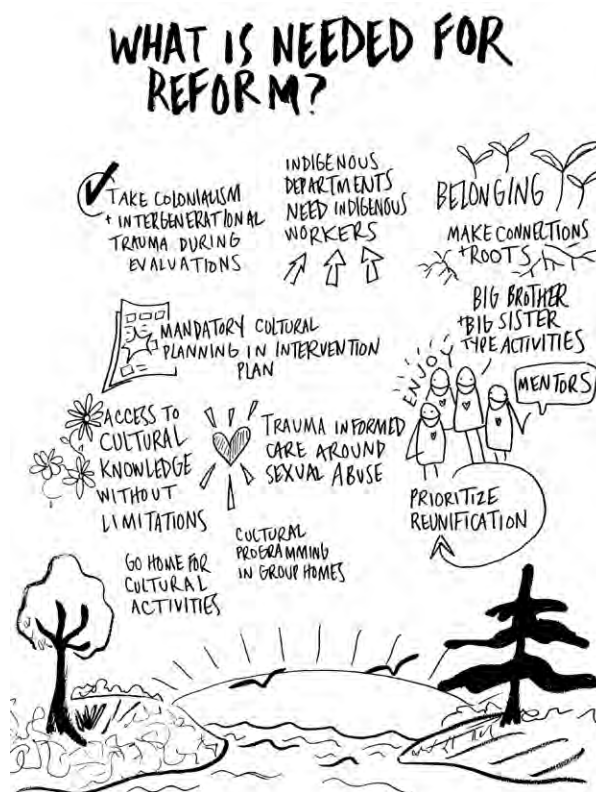 WHAT IS NEEDED FOR
REFORM?
TAKE COLONIALISM
+ INTERGENERATIONAL
TRAUMA DURING
EVALUATIONS
INDIGENOUS
DEPARTMENTS
NEED INDIGENOUS
WORKERS
BELONGING
MAKE CONNECTIONS
+ ROOTS
BIG BROTHER
+ BIG SISTER
TYPE ACTIVITIES
ENJOY
MENTORS
MANDATORY CULTURAL
PLANNING IN INTERVENTION
PLAN
ACCESS TO
CULTURAL
KNOWLEDGE
WITHOUT
LIMITATIONS
TRAUMA INFORMED
CARE AROUND
SEXUAL ABUSE
PRIORITIZE
REUNIFICATION
GO HOME FOR
CULTURAL
ACTIVITIES
CULTURAL
PROGRAMMING
IN GROUP HOMES